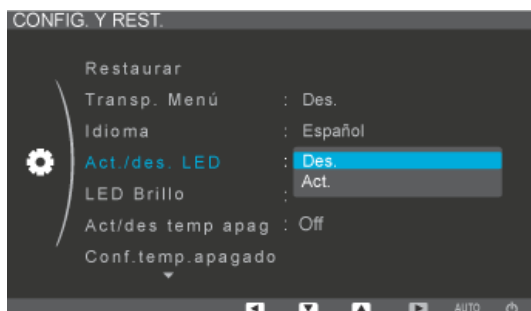 CONFIG. Y REST.
Restaurar
Transp. Menú : Des.
Idioma : Español
Act./des. LED : Des.
Act.
LED Brillo :
Act/des temp apag : Off
Conf.temp.apagado
AUTO